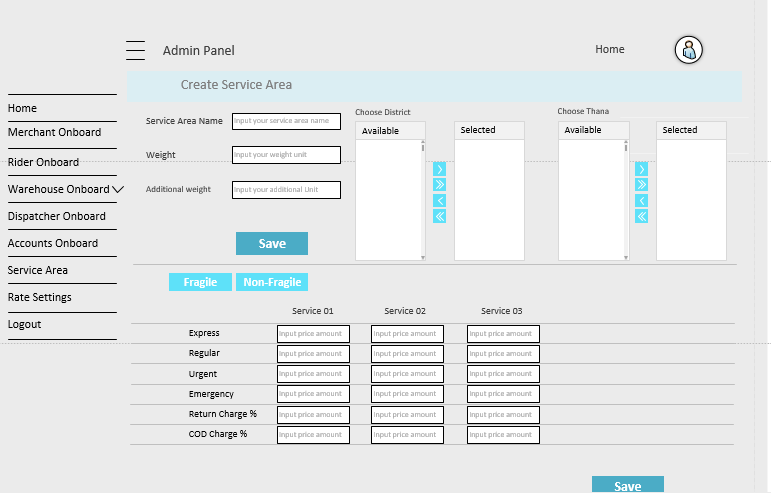 Admin Panel
Home
Create Service Area
Home
Merchant Onboard
Rider Onboard
Warehouse Onboard
Dispatcher Onboard
Accounts Onboard
Service Area
Rate Settings
Logout
Service Area Name
Input your service area name
Weight
Input your weight unit
Additional weight
Input your additional Unit
Save
Choose District
Available
Selected
Choose Thana
Available
Selected
Fragile
Non-Fragile
Service 01 Service 02 Service 03
Express Input price amount Input price amount Input price amount
Regular Input price amount Input price amount Input price amount
Urgent Input price amount Input price amount Input price amount
Emergency Input price amount Input price amount Input price amount
Return Charge % Input price amount Input price amount Input price amount
COD Charge % Input price amount Input price amount Input price amount
Save